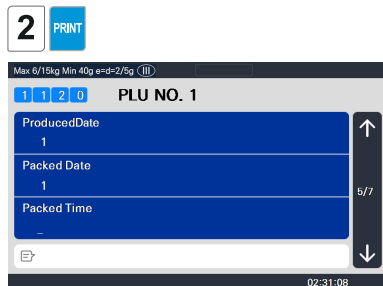 2 PRINT
Max 6/15kg Min 40g e=d=2/5g III
1 1 2 0 PLU NO. 1
ProducedDate
1
Packed Date
1
5/7
Packed Time
_
02:31:08